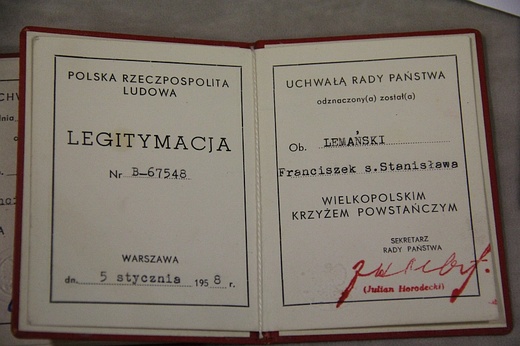 POLSKA RZECZPOSPOLITA
LUDOWA
LEGITYMACJA
Nr B-67548
WARSZAWA
dn. 5 stycznia 1958 r.
UCHWAŁĄ RADY PAŃSTWA
odznaczony(a) został(a)
Ob. LEMAŃSKI
Franciszek s.Stanisława
WIELKOPOLSKIM
KRZYŻEM POWSTAŃCZYM
SEKRETARZ
RADY PAŃSTWA
(Julian Horodecki)